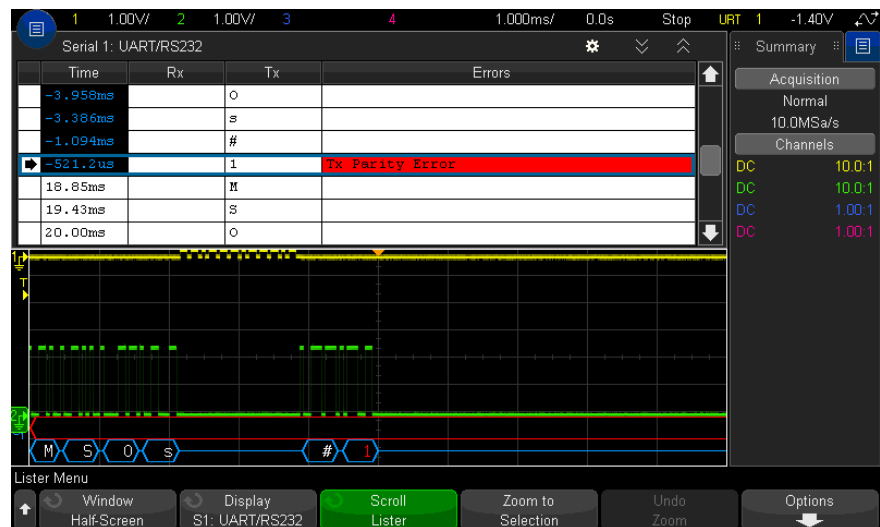 1 1.00V/ 2 1.00V/ 3 4 1.000ms/ 0.0s Stop URT 1 -1.40V
Serial 1: UART/RS232
Summary
Time Rx Tx Errors
-3.958ms O
-3.386ms s
-1.094ms #
-521.2us 1 Tx Parity Error
18.85ms M
19.43ms S
20.00ms O
Acquisition
Normal
10.0MSa/s
Channels
DC 10.0:1
DC 10.0:1
DC 1.00:1
DC 1.00:1
1
T
2
M S O s # 1
Lister Menu
Window
Half-Screen
Display
S1: UART/RS232
Scroll
Lister
Zoom to
Selection
Undo
Zoom
Options